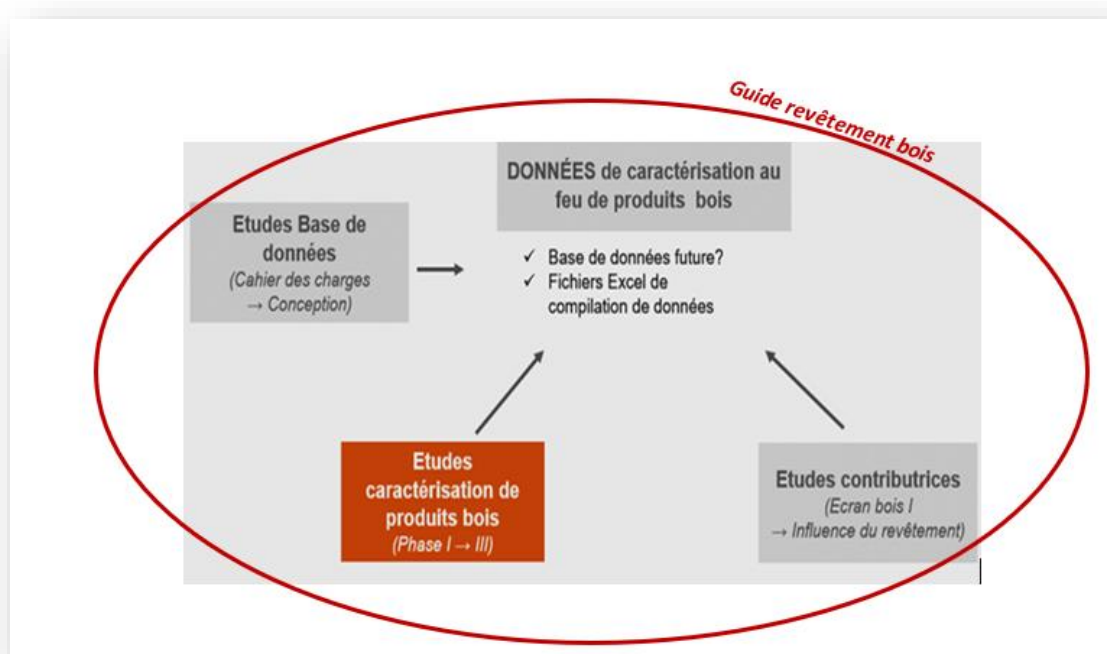 Guide revêtement bois
DONNÉES de caractérisation au
feu de produits bois
Etudes Base de
données
(Cahier des charges
→ Conception)
✓ Base de données future?
✓ Fichiers Excel de
compilation de données
Etudes
caractérisation de
produits bois
(Phase I → III)
Etudes contributrices
(Ecran bois I
→ Influence du revêtement)